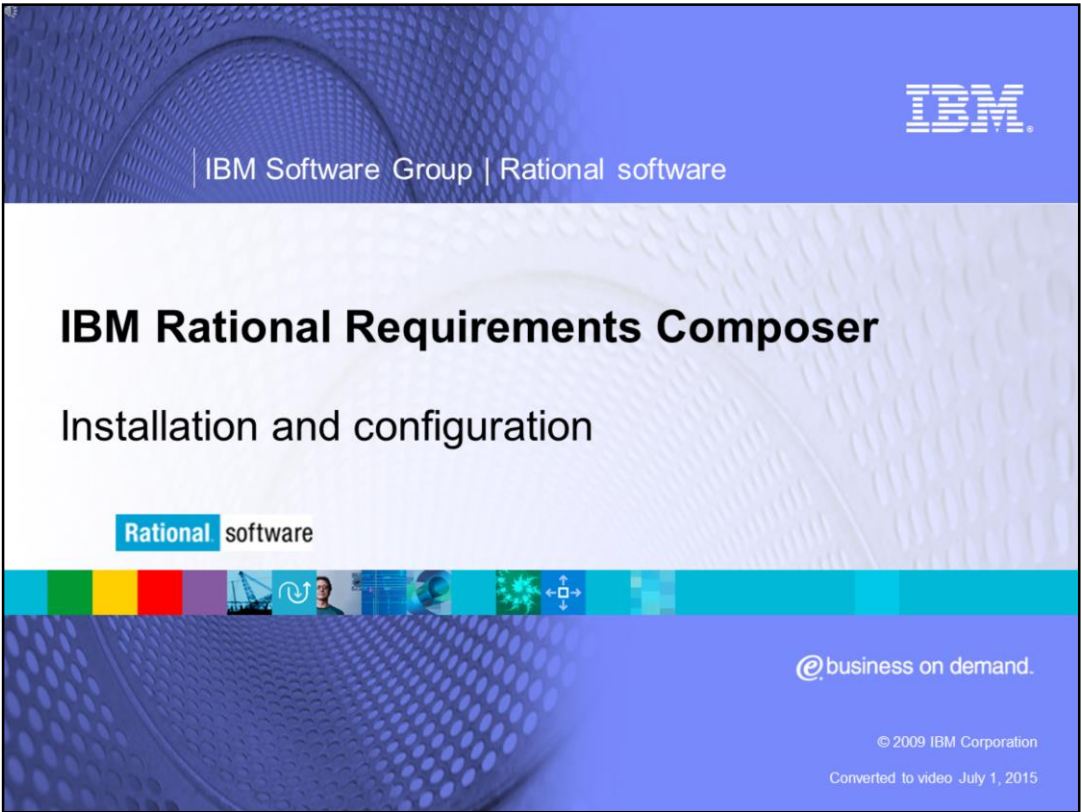 IBM.
IBM Software Group | Rational software
IBM Rational Requirements Composer
Installation and configuration
Rational. software
e business on demand.
© 2009 IBM Corporation
Converted to video July 1, 2015